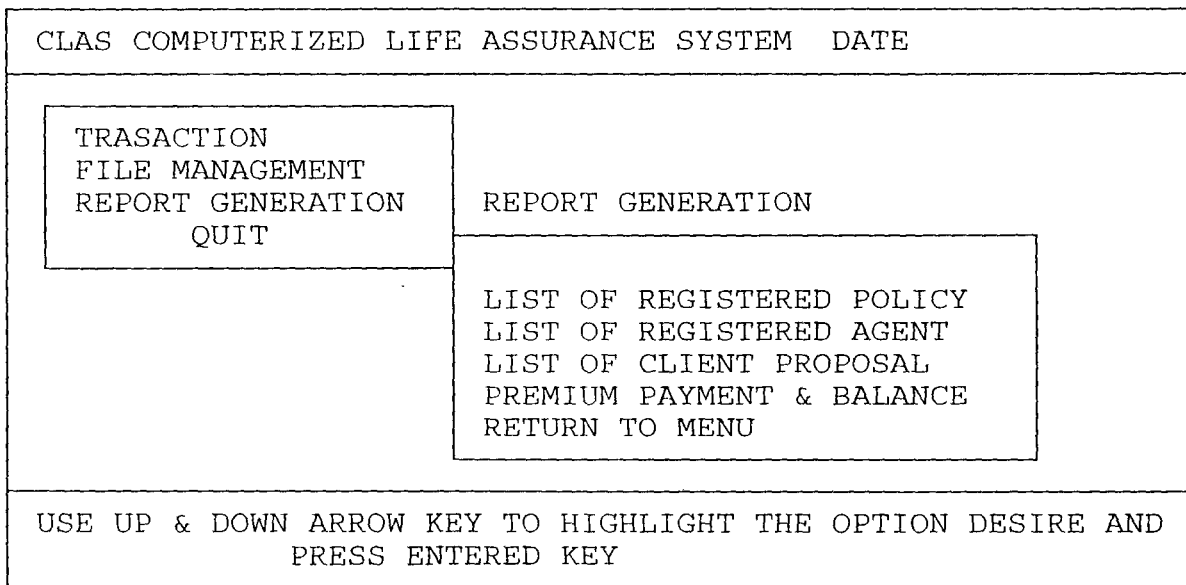 CLAS COMPUTERIZED LIFE ASSURANCE SYSTEM DATE
TRASACTION
FILE MANAGEMENT
REPORT GENERATION
QUIT
REPORT GENERATION
LIST OF REGISTERED POLICY
LIST OF REGISTERED AGENT
LIST OF CLIENT PROPOSAL
PREMIUM PAYMENT & BALANCE
RETURN TO MENU
USE UP & DOWN ARROW KEY TO HIGHLIGHT THE OPTION DESIRE AND
PRESS ENTERED KEY